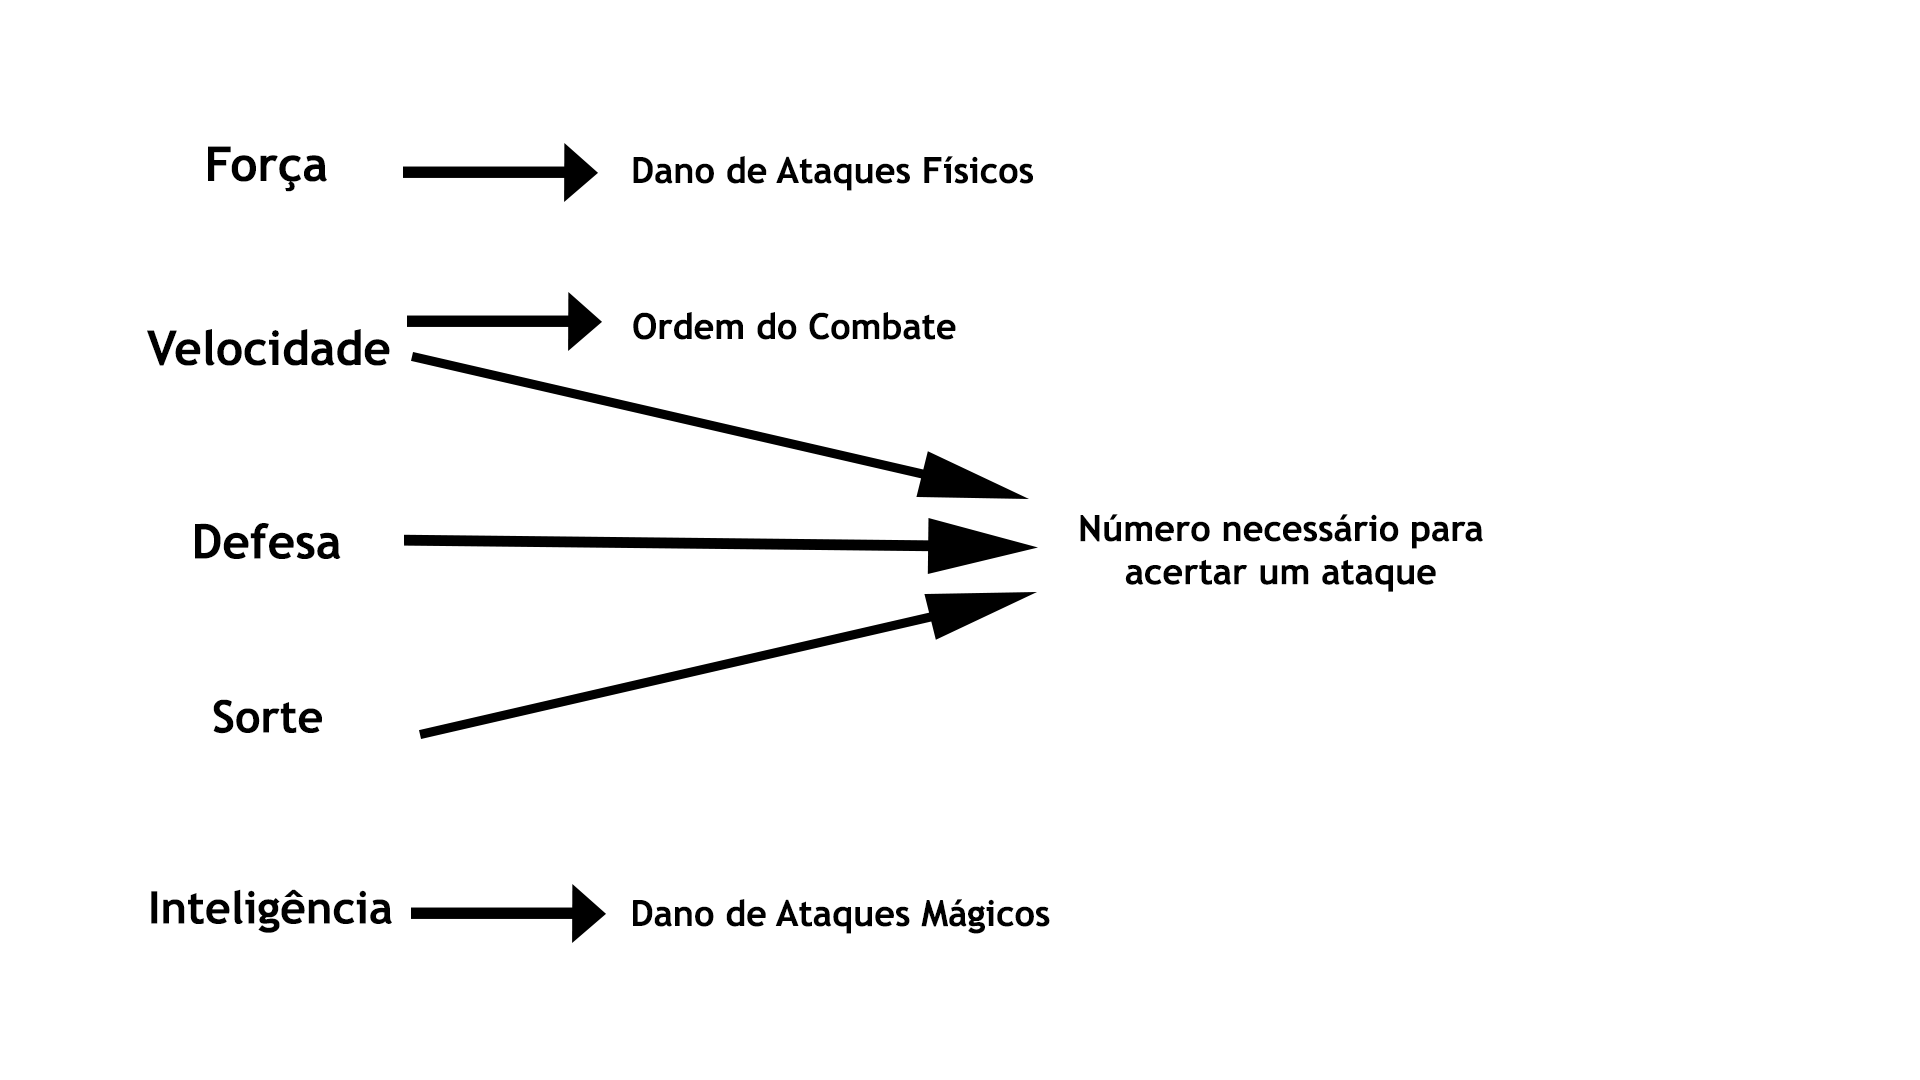 Força
Dano de Ataques Físicos
Velocidade
Ordem do Combate
Defesa
Número necessário para
acertar um ataque
Sorte
Inteligência
Dano de Ataques Mágicos